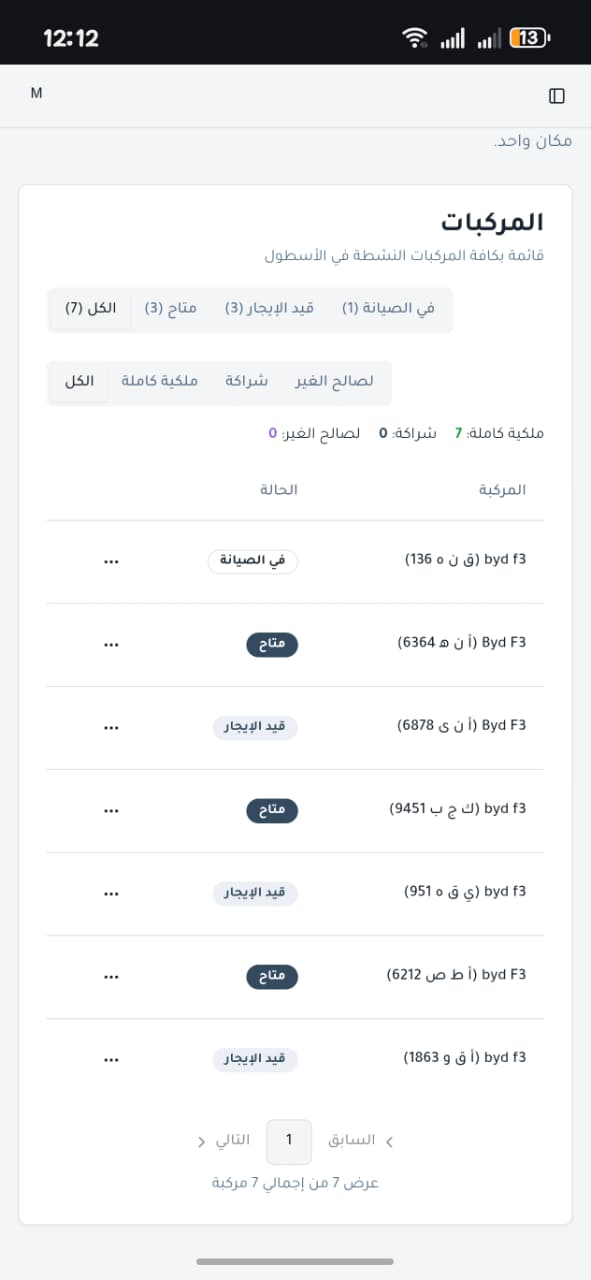 12:12
13
M
مكان واحد.
المركبات
قائمة بكافة المركبات النشطة في الأسطول
الكل (7) متاح (3) قيد الإيجار (3) في الصيانة (1)
الكل ملكية كاملة شراكة لصالح الغير
ملكية كاملة: 7 شراكة: 0 لصالح الغير: 0
المركبة الحالة
byd f3 (ق ن ه 136) في الصيانة ...
Byd F3 (أ ن ھ 6364) متاح ...
Byd F3 (أ ن ى 6878) قيد الإيجار ...
byd f3 (ك ج ب 9451) متاح ...
byd f3 (ي ق ه 951) قيد الإيجار ...
byd F3 (أ ط ص 6212) متاح ...
byd f3 (أ ق و 1863) قيد الإيجار ...
السابق 1 التالي
عرض 7 من إجمالي 7 مركبة